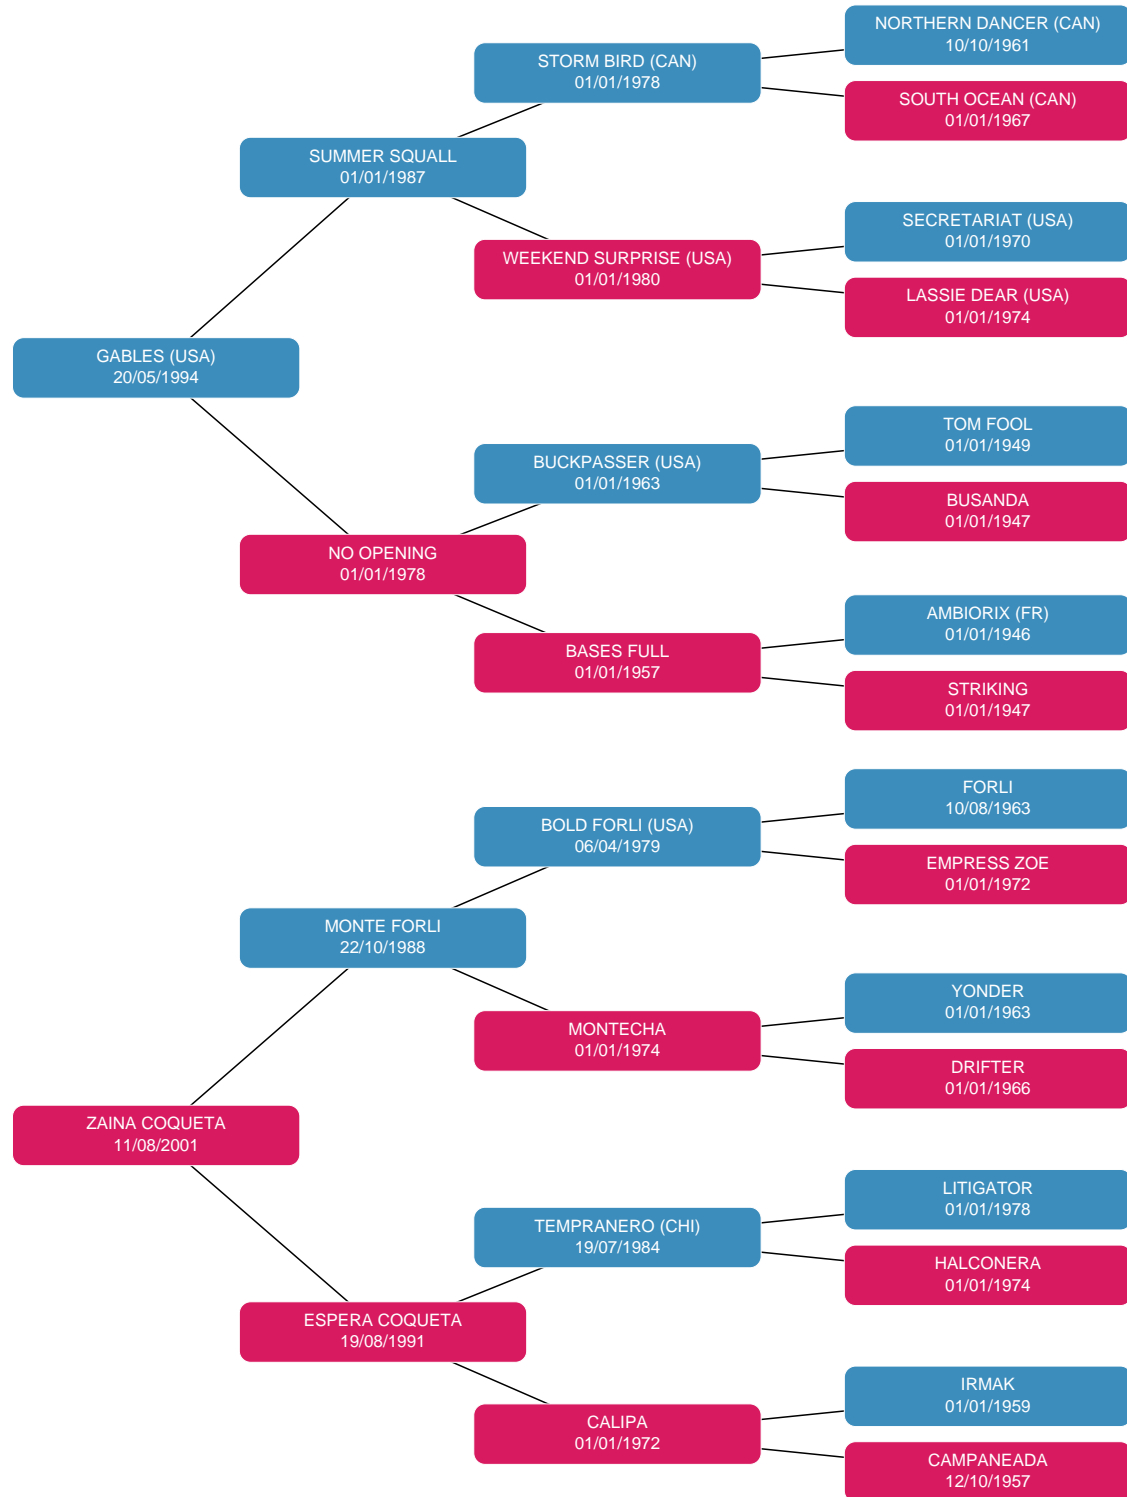 NORTHERN DANCER (CAN)
10/10/1961
STORM BIRD (CAN)
01/01/1978
SOUTH OCEAN (CAN)
01/01/1967
SUMMER SQUALL
01/01/1987
SECRETARIAT (USA)
01/01/1970
WEEKEND SURPRISE (USA)
01/01/1980
LASSIE DEAR (USA)
01/01/1974
GABLES (USA)
20/05/1994
TOM FOOL
01/01/1949
BUCKPASSER (USA)
01/01/1963
BUSANDA
01/01/1947
NO OPENING
01/01/1978
AMBIORIX (FR)
01/01/1946
BASES FULL
01/01/1957
STRIKING
01/01/1947
FORLI
10/08/1963
BOLD FORLI (USA)
06/04/1979
EMPRESS ZOE
01/01/1972
MONTE FORLI
22/10/1988
YONDER
01/01/1963
MONTECHA
01/01/1974
DRIFTER
01/01/1966
ZAINA COQUETA
11/08/2001
LITIGATOR
01/01/1978
TEMPRANERO (CHI)
19/07/1984
HALCONERA
01/01/1974
ESPERA COQUETA
19/08/1991
IRMAK
01/01/1959
CALIPA
01/01/1972
CAMPANEADA
12/10/1957